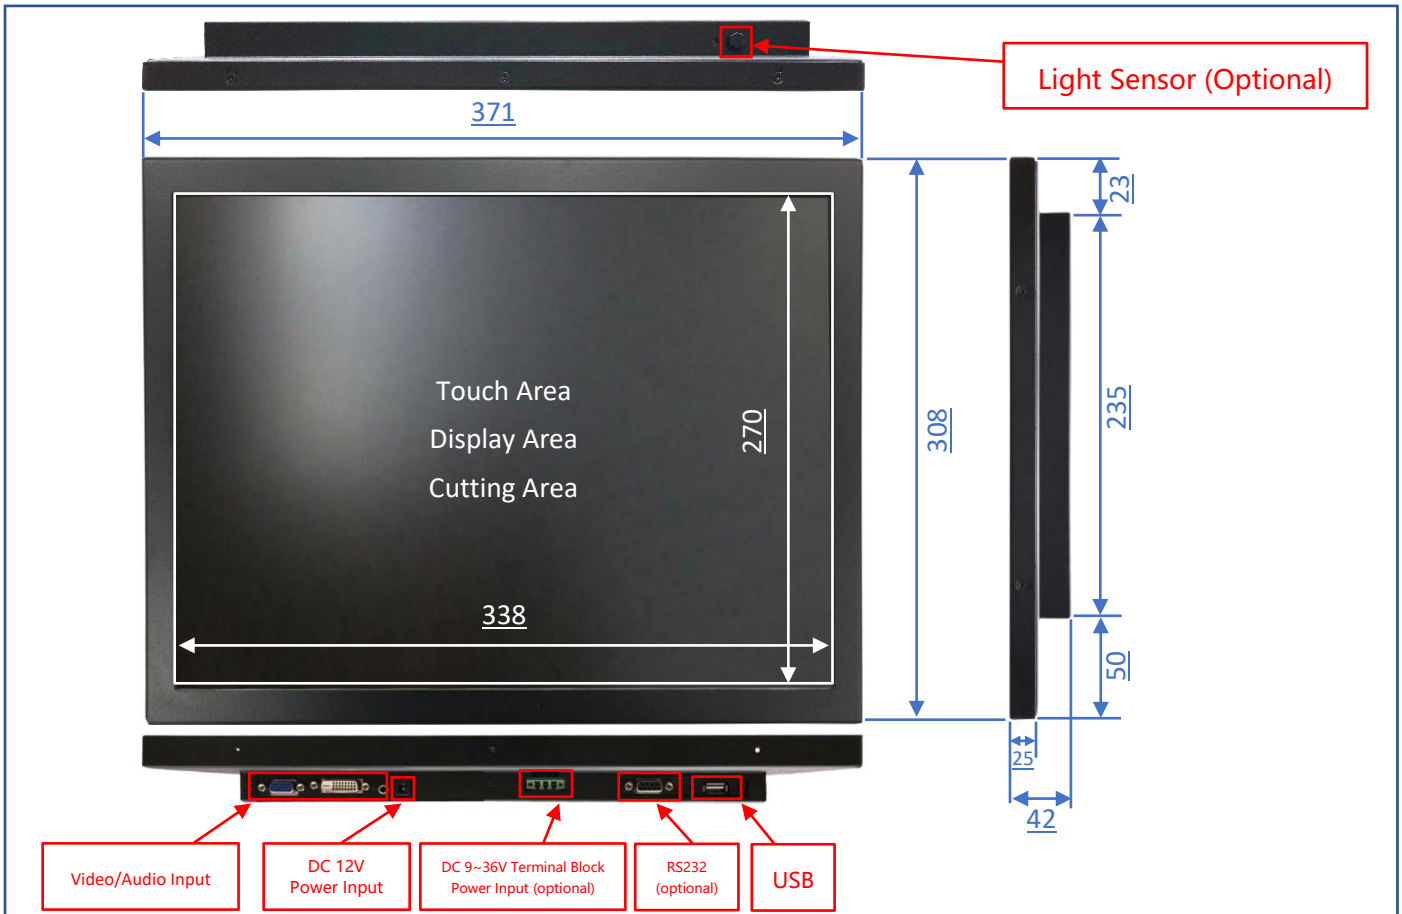 Light Sensor (Optional)
371
23
Touch Area
Display Area
Cutting Area
270
308
235
338
50
25
42
Video/Audio Input
DC 12V
Power Input
DC 9~36V Terminal Block
Power Input (optional)
RS232
(optional)
USB